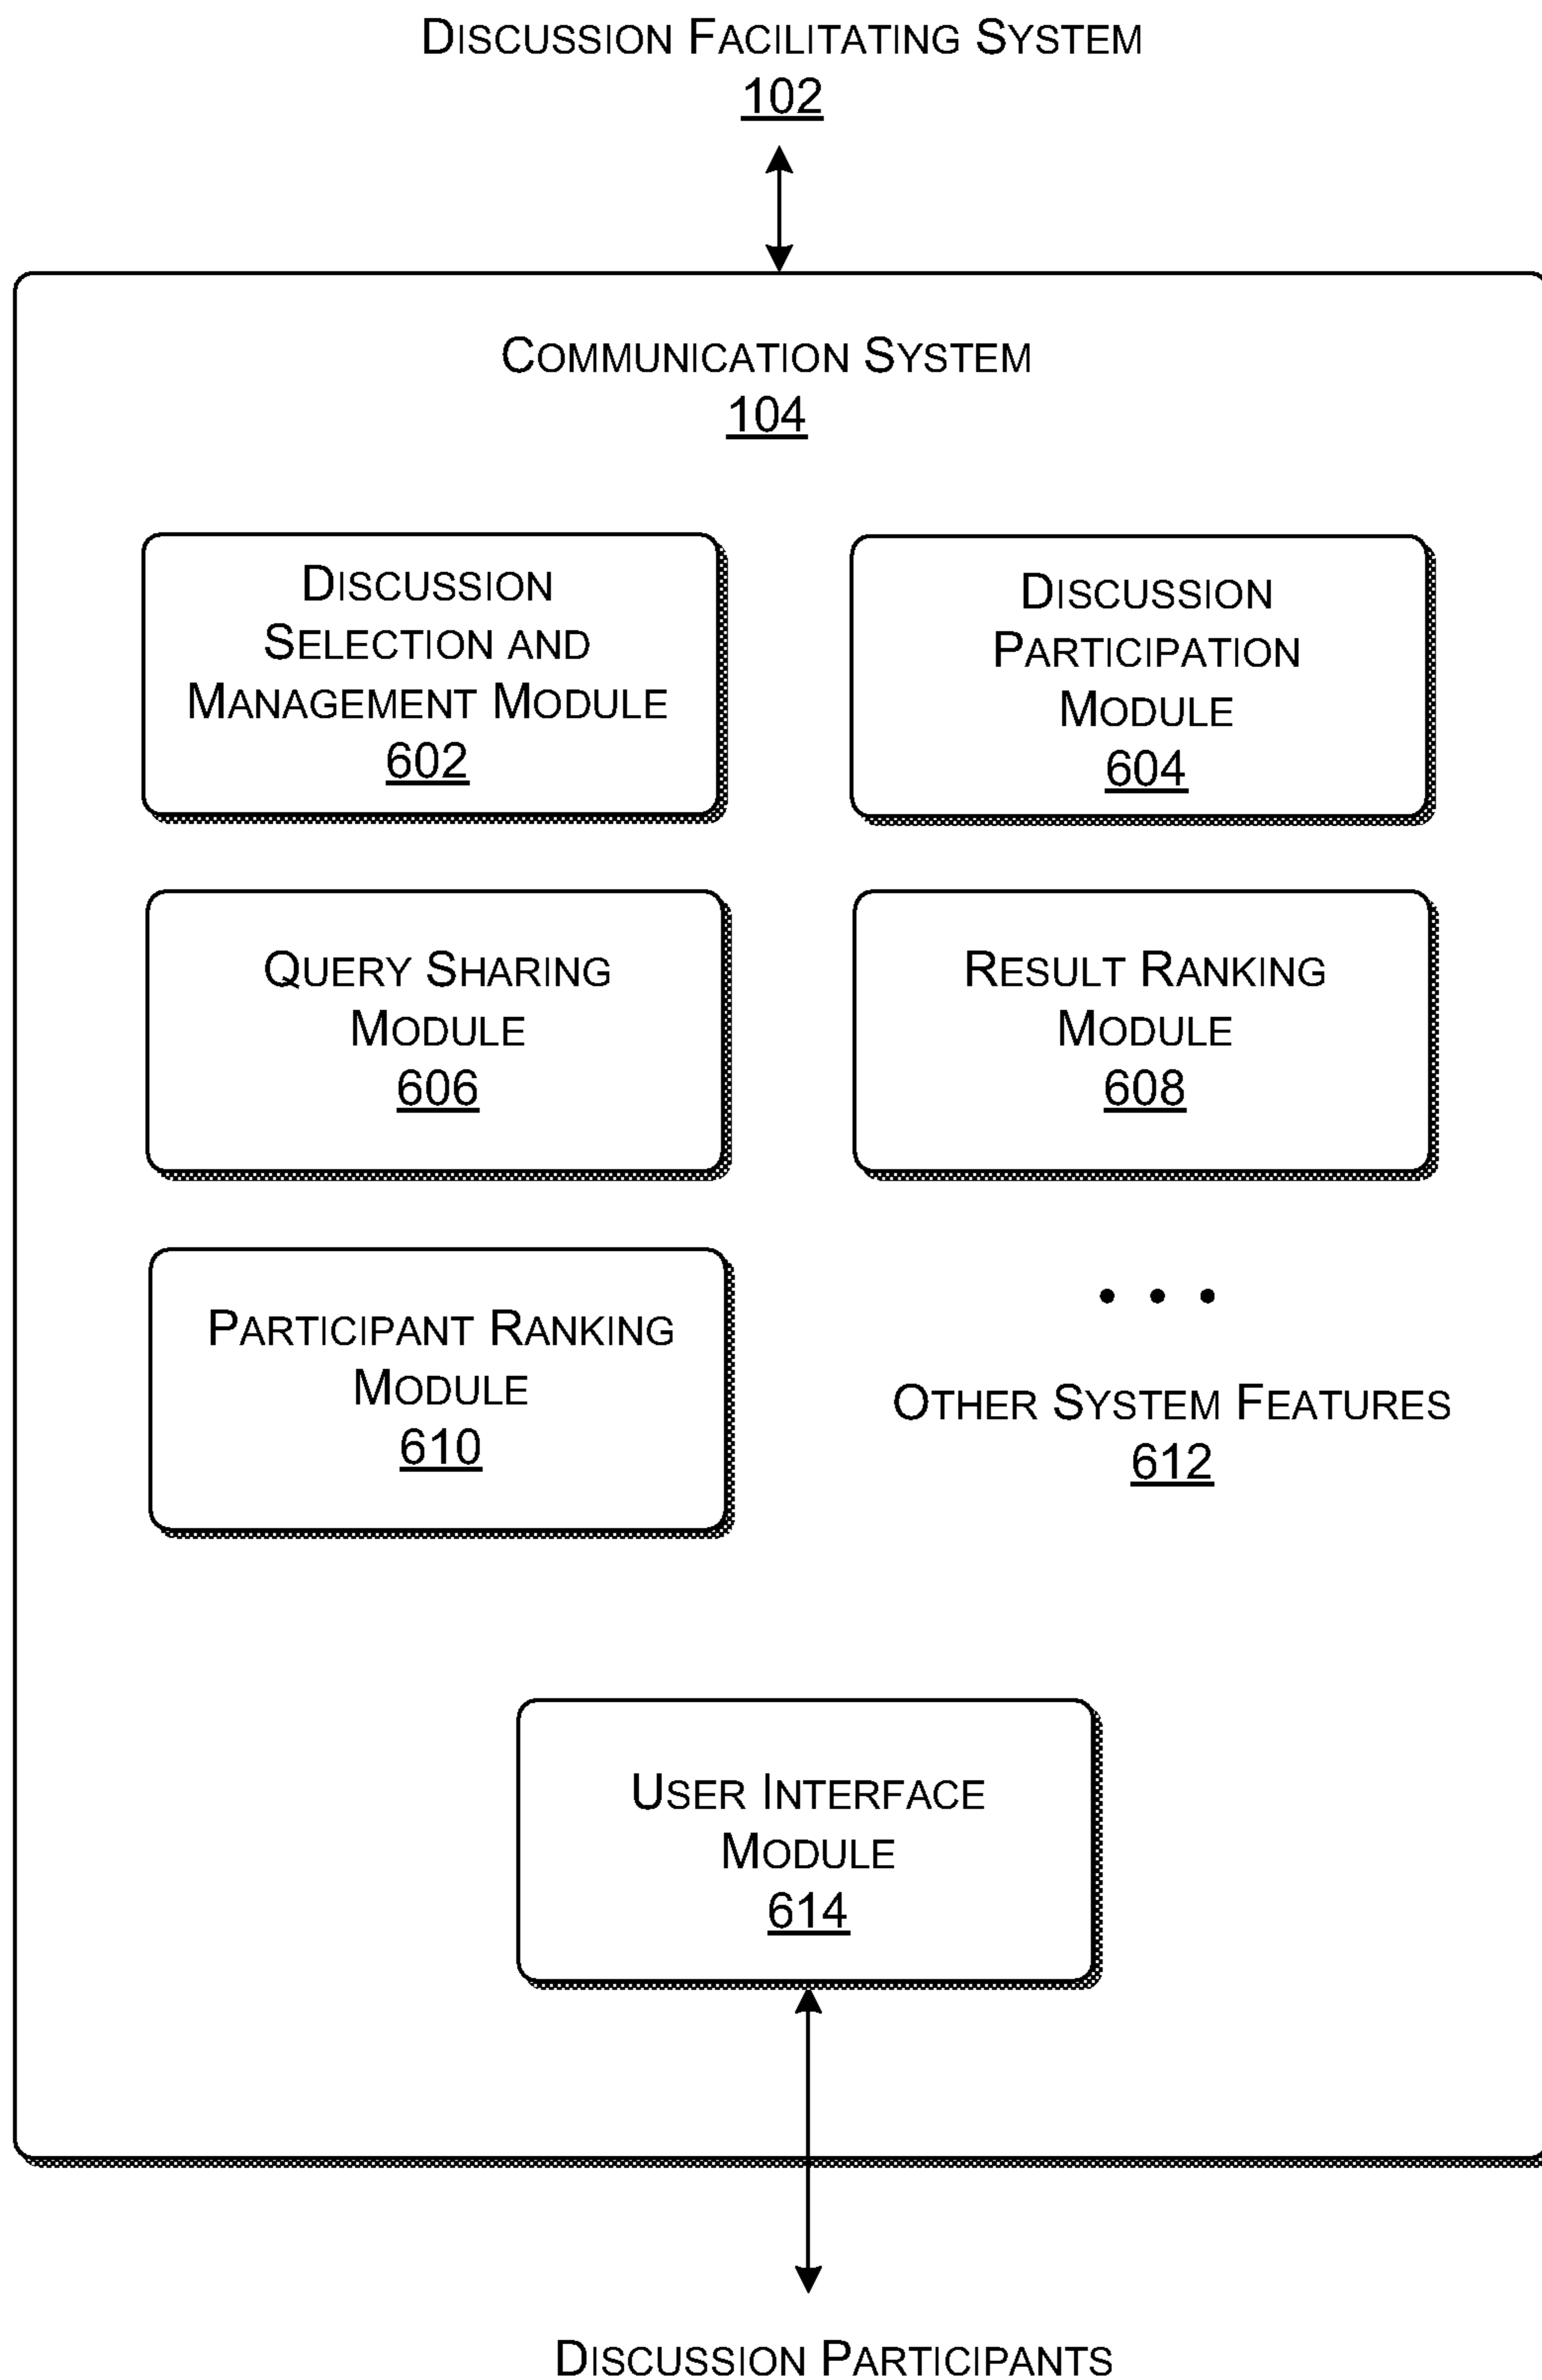 DISCUSSION FACILITATING SYSTEM
102
COMMUNICATION SYSTEM
104
DISCUSSION
SELECTION AND
MANAGEMENT MODULE
602
DISCUSSION
PARTICIPATION
MODULE
604
QUERY SHARING
MODULE
606
RESULT RANKING
MODULE
608
PARTICIPANT RANKING
MODULE
610
OTHER SYSTEM FEATURES
612
USER INTERFACE
MODULE
614
DISCUSSION PARTICIPANTS